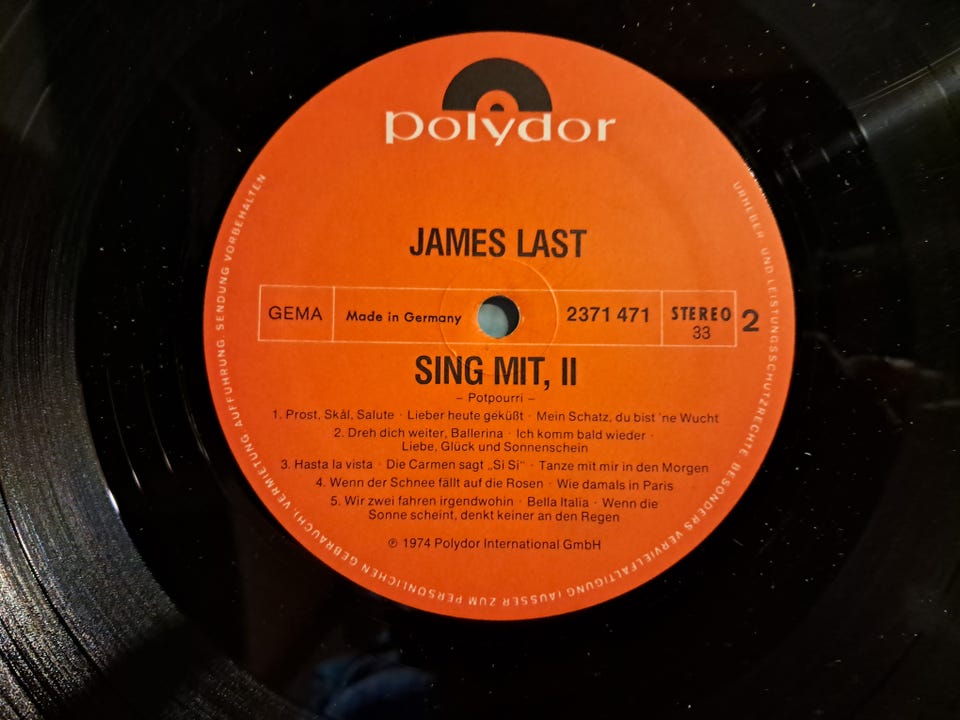 polydor
JAMES LAST
GEMA
Made in Germany
2371 471
STEREO
33
2
SING MIT, II
– Potpourri –
1. Prost, Skål, Salute · Lieber heute geküßt · Mein Schatz, du bist 'ne Wucht
2. Dreh dich weiter, Ballerina · Ich komm bald wieder ·
Liebe, Glück und Sonnenschein
3. Hasta la vista · Die Carmen sagt „Si Si“ · Tanze mit mir in den Morgen
4. Wenn der Schnee fällt auf die Rosen · Wie damals in Paris
5. Wir zwei fahren irgendwohin · Bella Italia · Wenn die
Sonne scheint, denkt keiner an den Regen
℗ 1974 Polydor International GmbH
URHEBER- UND LEISTUNGSSCHUTZRECHTE BESONDERS VERVIELFÄLTIGUNG (AUSSER ZUM PERSÖNLICHEN GEBRAUCH), VERMIETUNG AUFFÜHRUNG, SENDUNG VORBEHALTEN